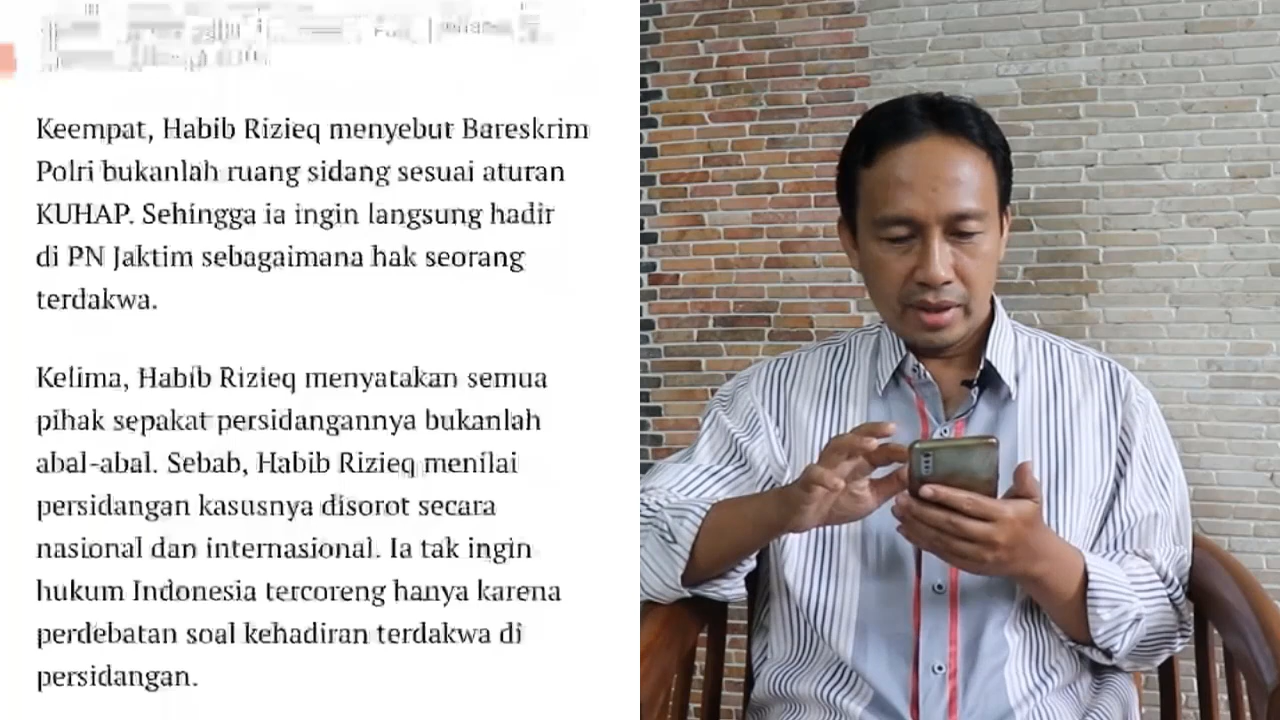 Keempat, Habib Rizieq menyebut Bareskrim
Polri bukanlah ruang sidang sesuai aturan
KUHAP. Sehingga ia ingin langsung hadir
di PN Jaktim sebagaimana hak seorang
terdakwa.
Kelima, Habib Rizieq menyatakan semua
pihak sepakat persidangannya bukanlah
abal-abal. Sebab, Habib Rizieq menilai
persidangan kasusnya disorot secara
nasional dan internasional. Ia tak ingin
hukum Indonesia tercoreng hanya karena
perdebatan soal kehadiran terdakwa di
persidangan.